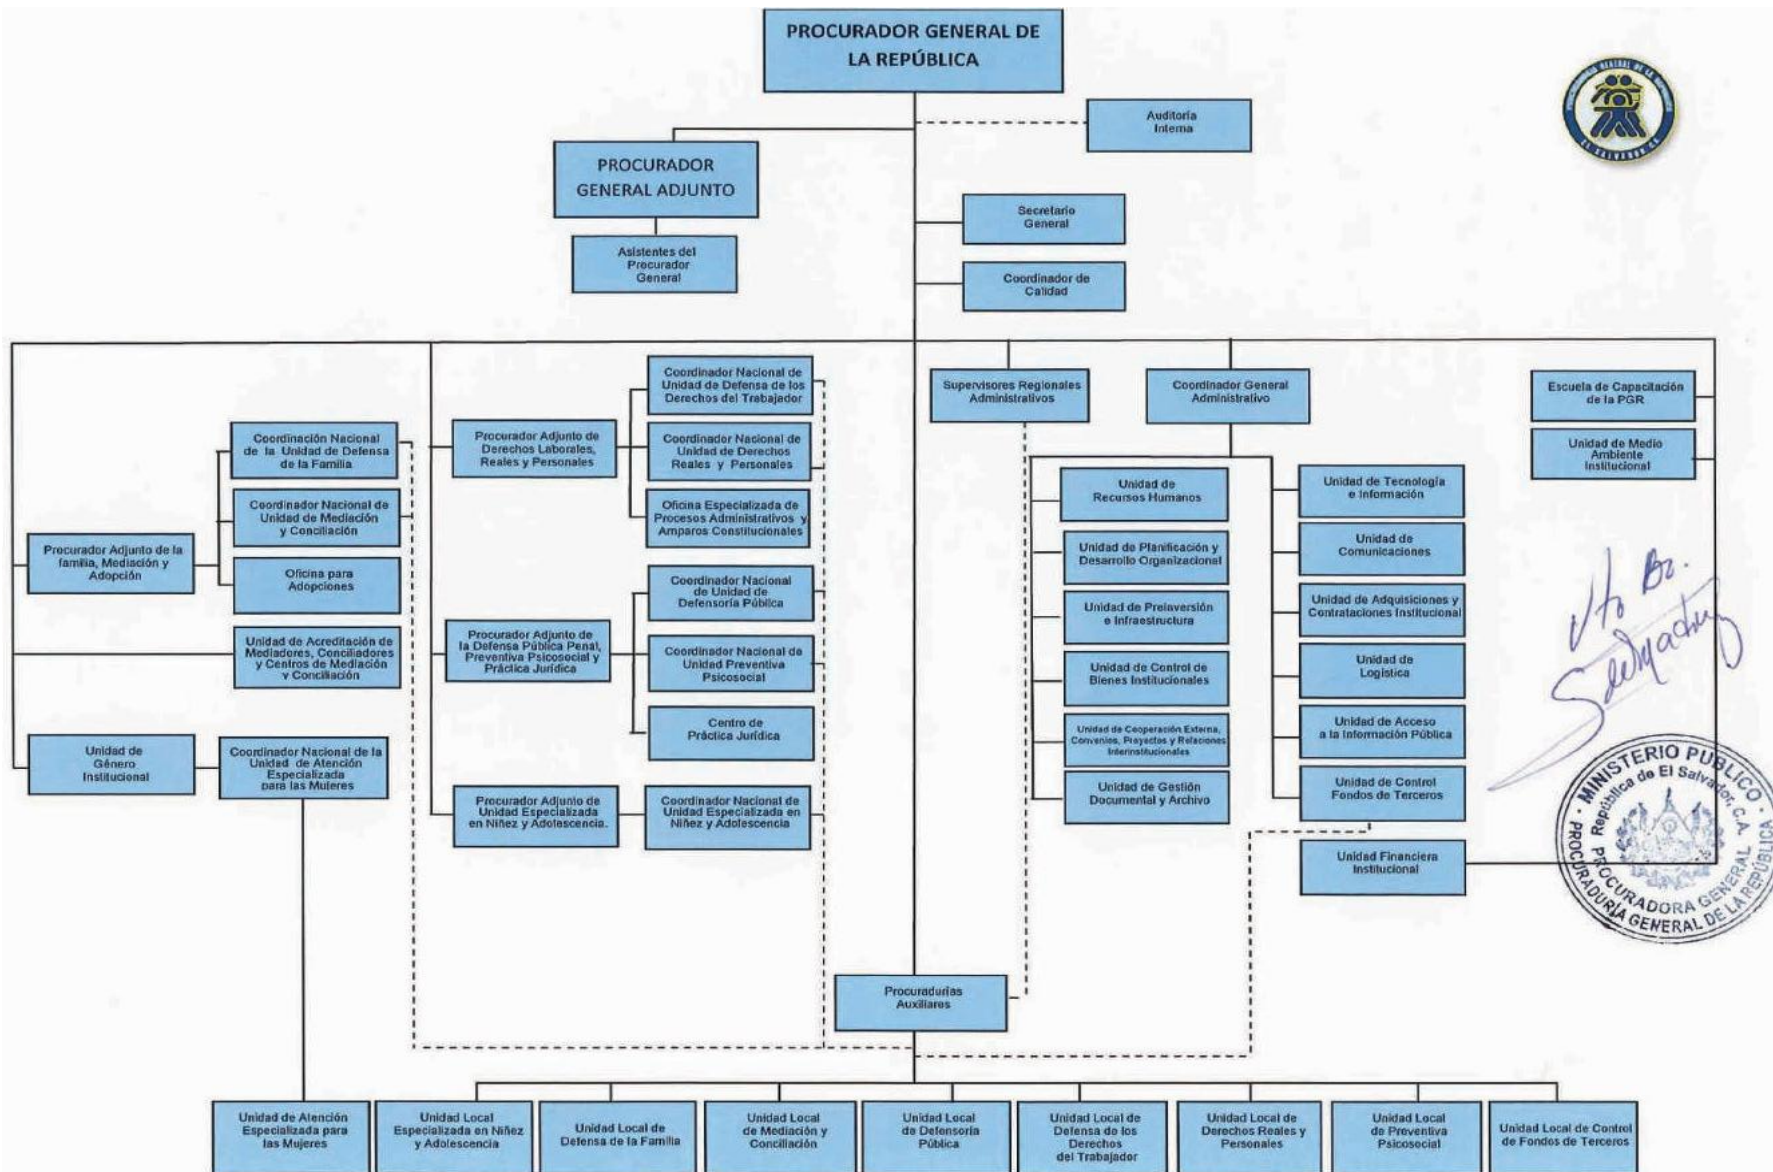 PROCURADOR GENERAL DE
LA REPÚBLICA
Auditoría
Interna
PROCURADURIA GENERAL DE LA REPUBLICA
EL SALVADOR C.A.
PROCURADOR
GENERAL ADJUNTO
Asistentes del
Procurador
General
Secretario
General
Coordinador de
Calidad
Coordinación Nacional
de la Unidad de Defensa
de la Familia
Coordinador Nacional de
Unidad de Mediación
y Conciliación
Procurador Adjunto de la
familia, Mediación y
Adopción
Oficina para
Adopciones
Unidad de Acreditación de
Mediadores, Conciliadores
y Centros de Mediación
y Conciliación
Unidad de
Género
Institucional
Coordinador Nacional de la
Unidad de Atención
Especializada
para las Muleres
Coordinador Nacional de
Unidad de Defensa de los
Derechos del Trabajador
Procurador Adjunto de
Derechos Laborales,
Reales y Personales
Coordinador Nacional de
Unidad de Derechos
Reales y Personales
Oficina Especializada de
Procesos Administrativos y
Amparos Constitucionales
Coordinador Nacional
de Unidad de
Defensoría Pública
Procurador Adjunto de
la Defensa Pública Penal,
Preventiva Psicosocial y
Práctica Jurídica
Coordinador Nacional de
Unidad Preventiva
Psicosocial
Centro de
Práctica Jurídica
Procurador Adjunto de
Unidad Especializada
en Niñez y Adolescencia.
Coordinador Nacional de
Unidad Especializada en
Niñez y Adolescencia
Supervisores Regionales
Administrativos
Coordinador General
Administrativo
Unidad de
Recursos Humanos
Unidad de Planificación y
Desarrollo Organizacional
Unidad de Preinversión
e Infraestructura
Unidad de Control de
Bienes Institucionales
Unidad de Cooperación Externa,
Convenios, Proyectos y Relaciones
Interinstitucionales
Unidad de Gestión
Documental y Archivo
Unidad de Tecnología
e Información
Unidad de
Comunicaciones
Unidad de Adquisiciones y
Contrataciones Institucional
Unidad de
Logística
Unidad de Acceso
a la Información Pública
Unidad de Control
Fondos de Terceros
Unidad Financiera
Institucional
Escuela de Capacitación
de la PGR
Unidad de Medio
Ambiente
Institucional
Vto Bo.
MINISTERIO PUBLICO
República de El Salvador, C.A.
PROCURADORA GENERAL
PROCURADURÍA GENERAL DE LA REPÚBLICA
Procuradurías
Auxiliares
Unidad de Atención
Especializada para
las Mujeres
Unidad Local
Especializada en Niñez
y Adolescencia
Unidad Local de
Defensa de la Familia
Unidad Local
de Mediación y
Conciliación
Unidad Local
de Defensoría
Pública
Unidad Local de
Defensa de los
Derechos
del Trabajador
Unidad Local de
Derechos Reales y
Personales
Unidad Local
de Preventiva
Psicosocial
Unidad Local de Control
de Fondos de Terceros